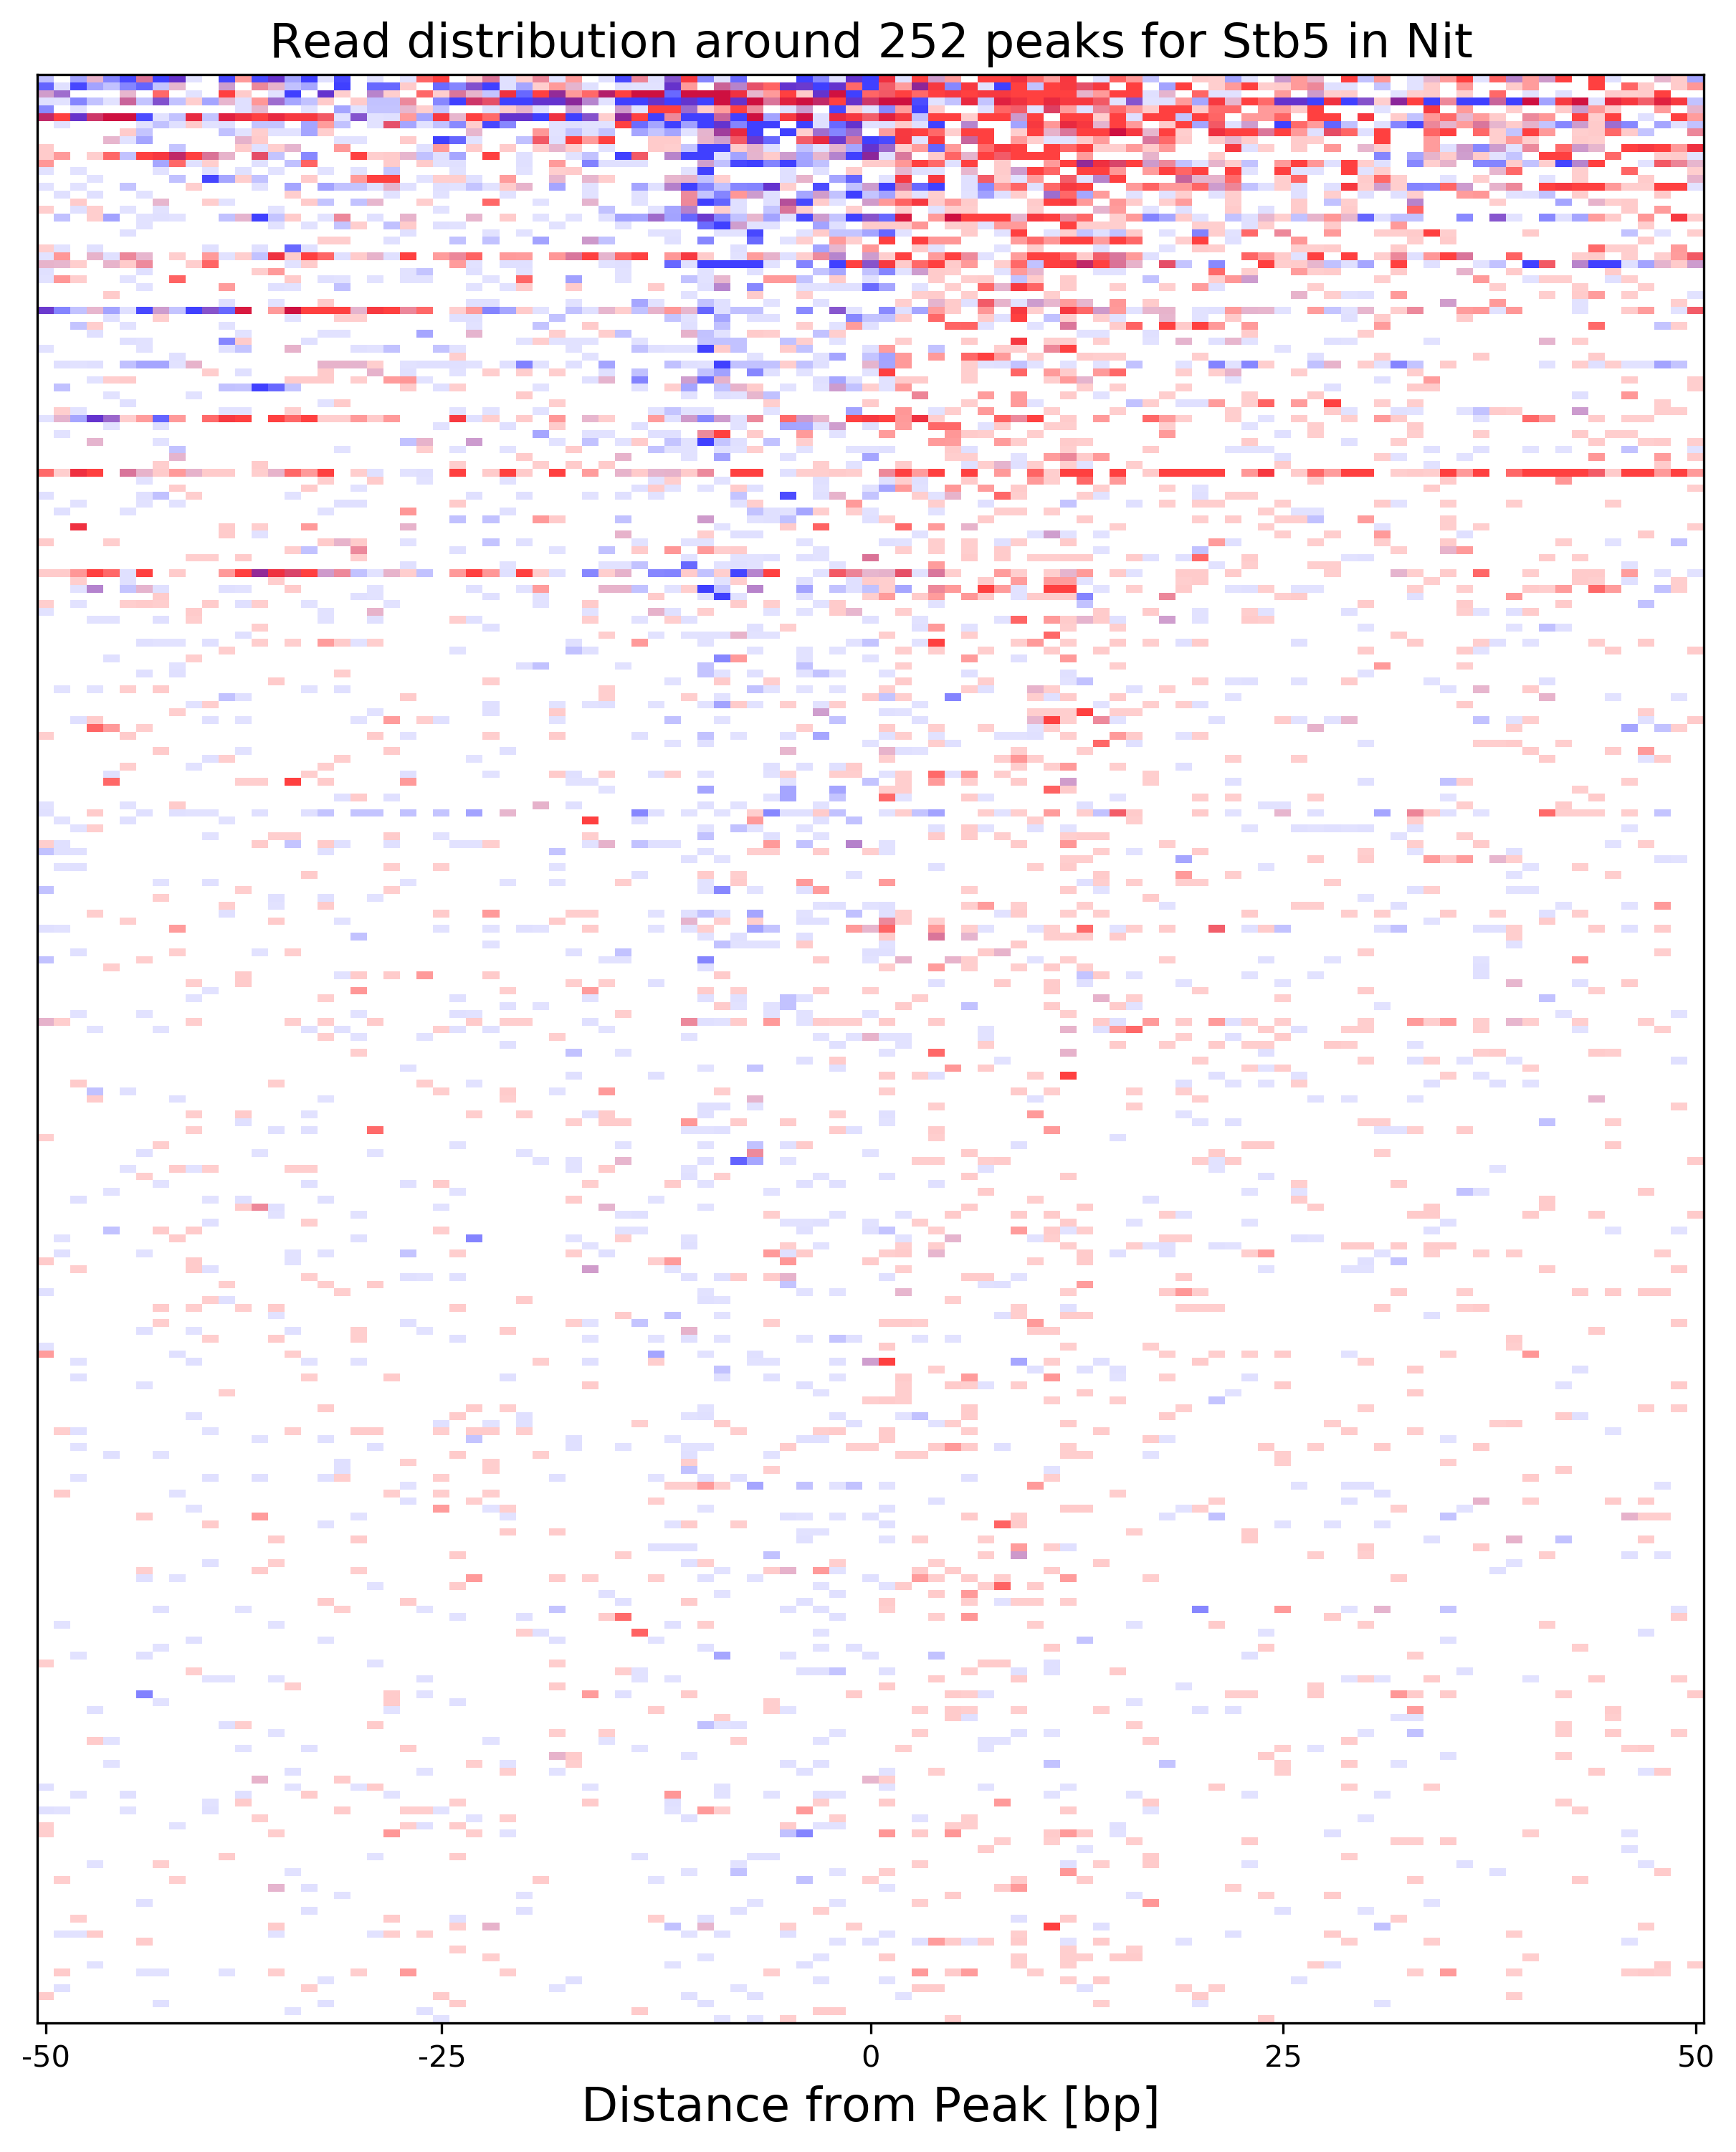 Read distribution around 252 peaks for Stb5 in Nit
-50 -25 0 25 50
Distance from Peak [bp]